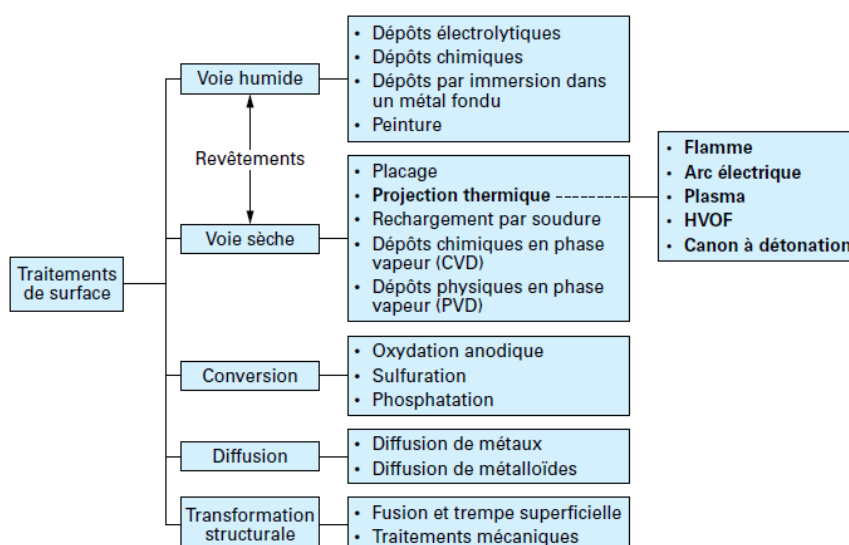 Traitements
de surface
Voie humide
• Dépôts électrolytiques
• Dépôts chimiques
• Dépôts par immersion dans
un métal fondu
• Peinture
Revêtements
Voie sèche
• Placage
• Projection thermique
• Rechargement par soudure
• Dépôts chimiques en phase
vapeur (CVD)
• Dépôts physiques en phase
vapeur (PVD)
• Flamme
• Arc électrique
• Plasma
• HVOF
• Canon à détonation
Conversion
• Oxydation anodique
• Sulfuration
• Phosphatation
Diffusion
• Diffusion de métaux
• Diffusion de métalloïdes
Transformation
structurale
• Fusion et trempe superficielle
• Traitements mécaniques